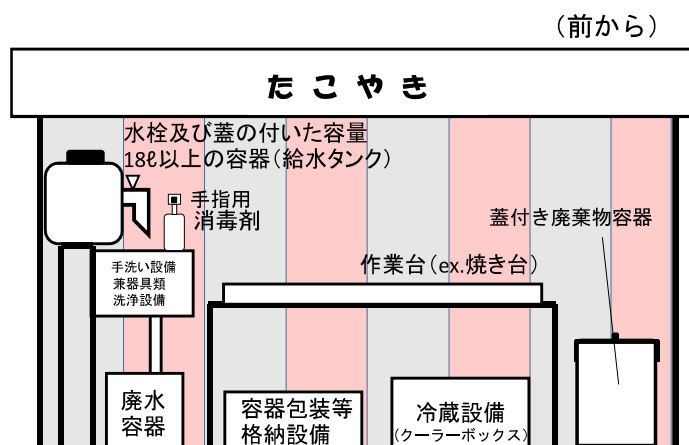 （前から）
たこやき
水栓及び蓋の付いた容量
18ℓ以上の容器（給水タンク）
手指用
消毒剤
蓋付き廃棄物容器
作業台（ex.焼き台）
手洗い設備
兼器具類
洗浄設備
廃水
容器
容器包装等
格納設備
冷蔵設備
（クーラーボックス）